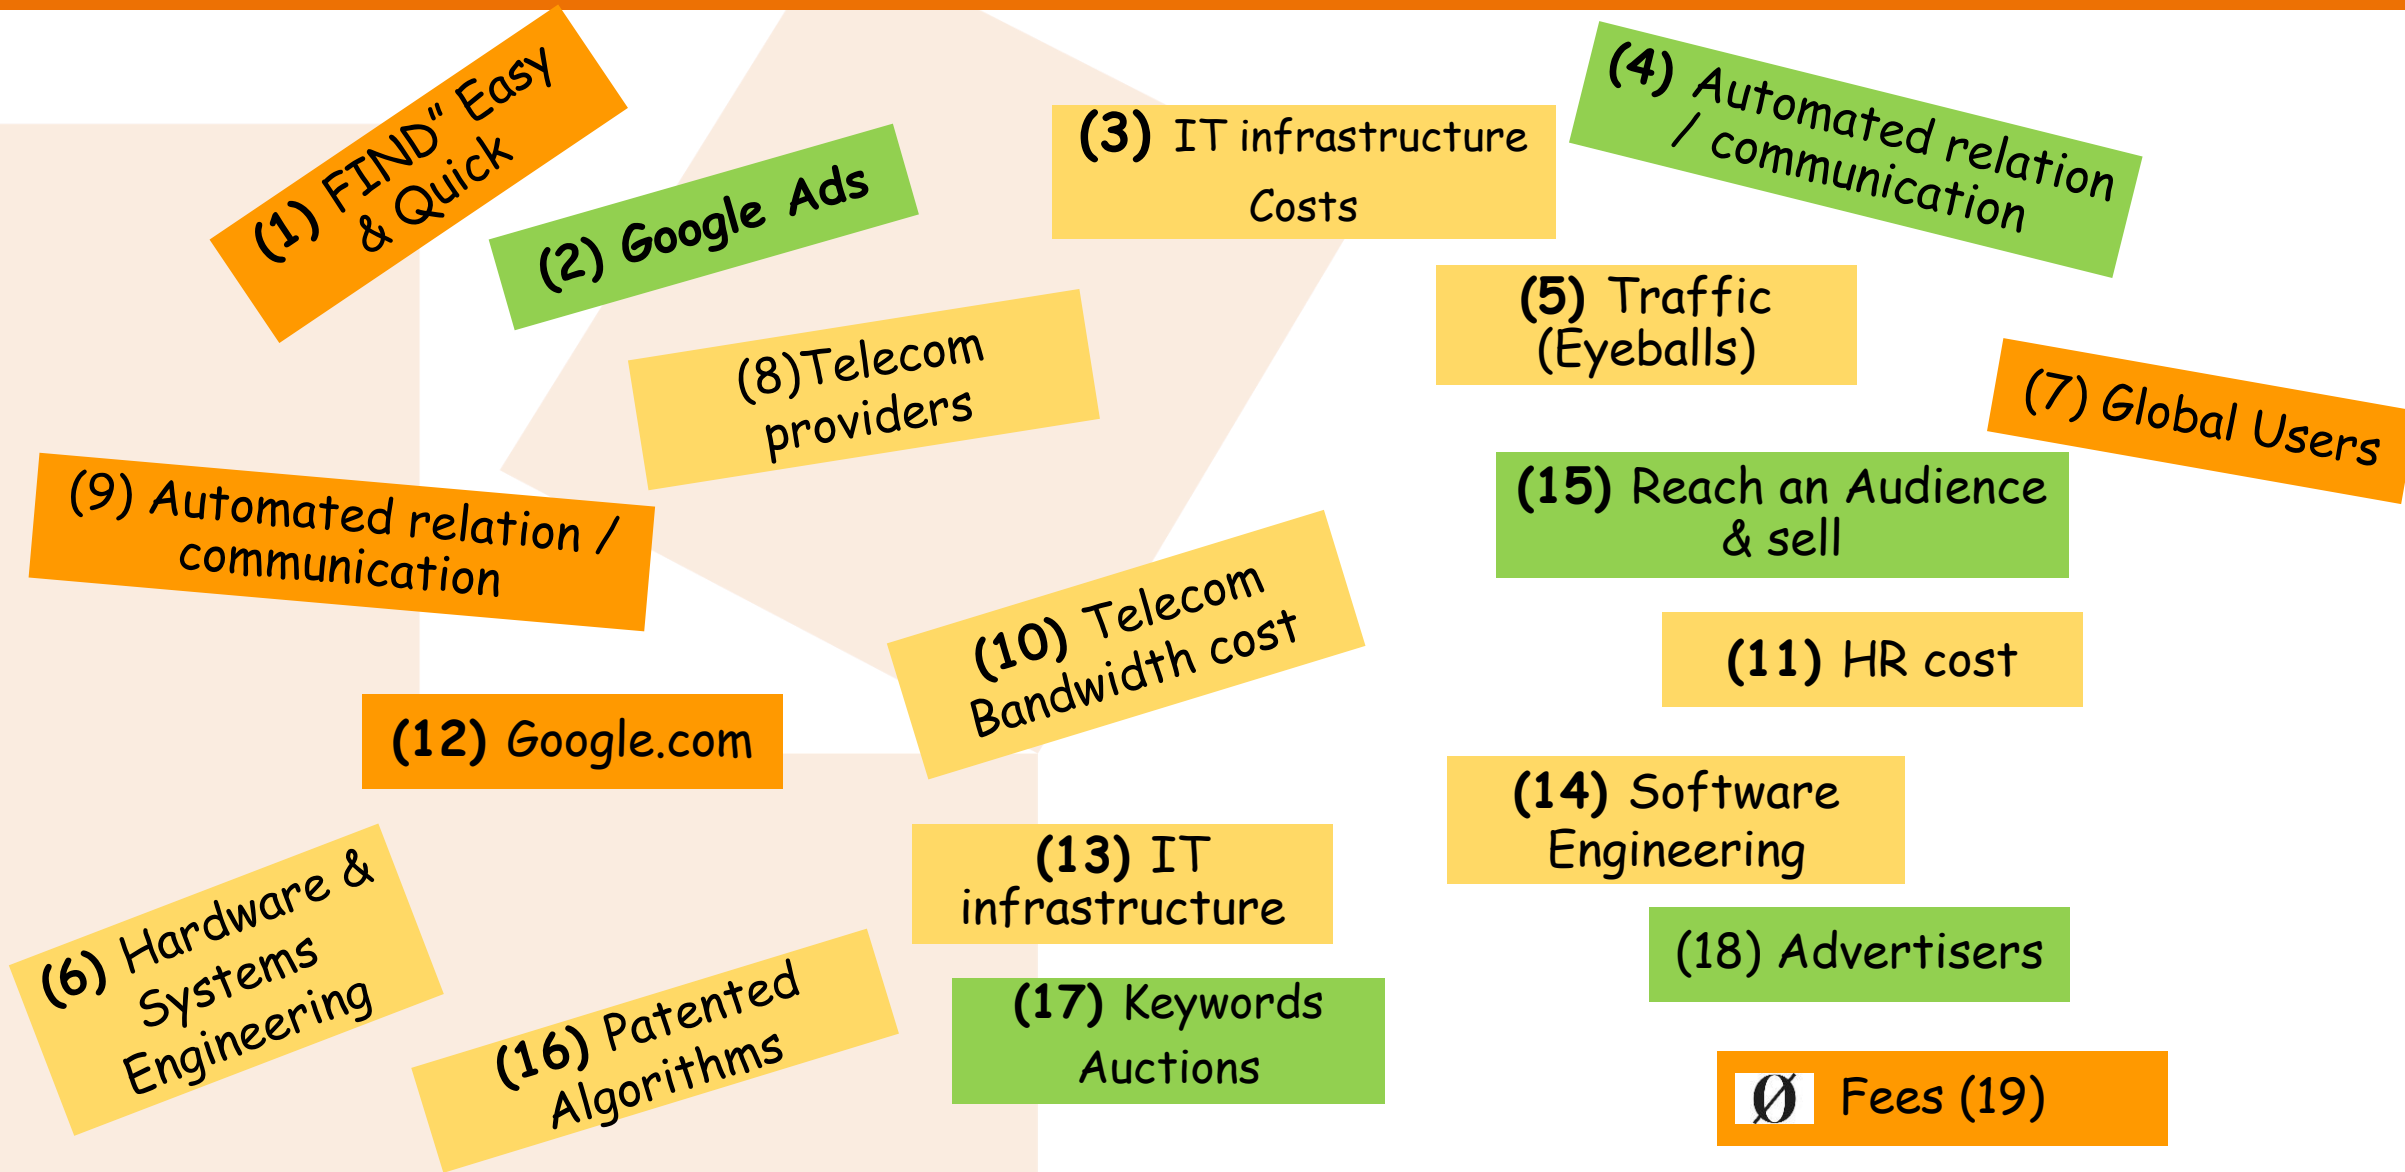 (1) FIND" Easy
& Quick
(2) Google Ads
(3) IT infrastructure
Costs
(4) Automated relation
/ communication
(5) Traffic
(Eyeballs)
(8)Telecom
providers
(7) Global Users
(9) Automated relation /
communication
(15) Reach an Audience
& sell
(10) Telecom
Bandwidth cost
(11) HR cost
(12) Google.com
(14) Software
Engineering
(13) IT
infrastructure
(6) Hardware &
Systems
Engineering
(16) Patented
Algorithms
(17) Keywords
Auctions
(18) Advertisers
Ø Fees (19)